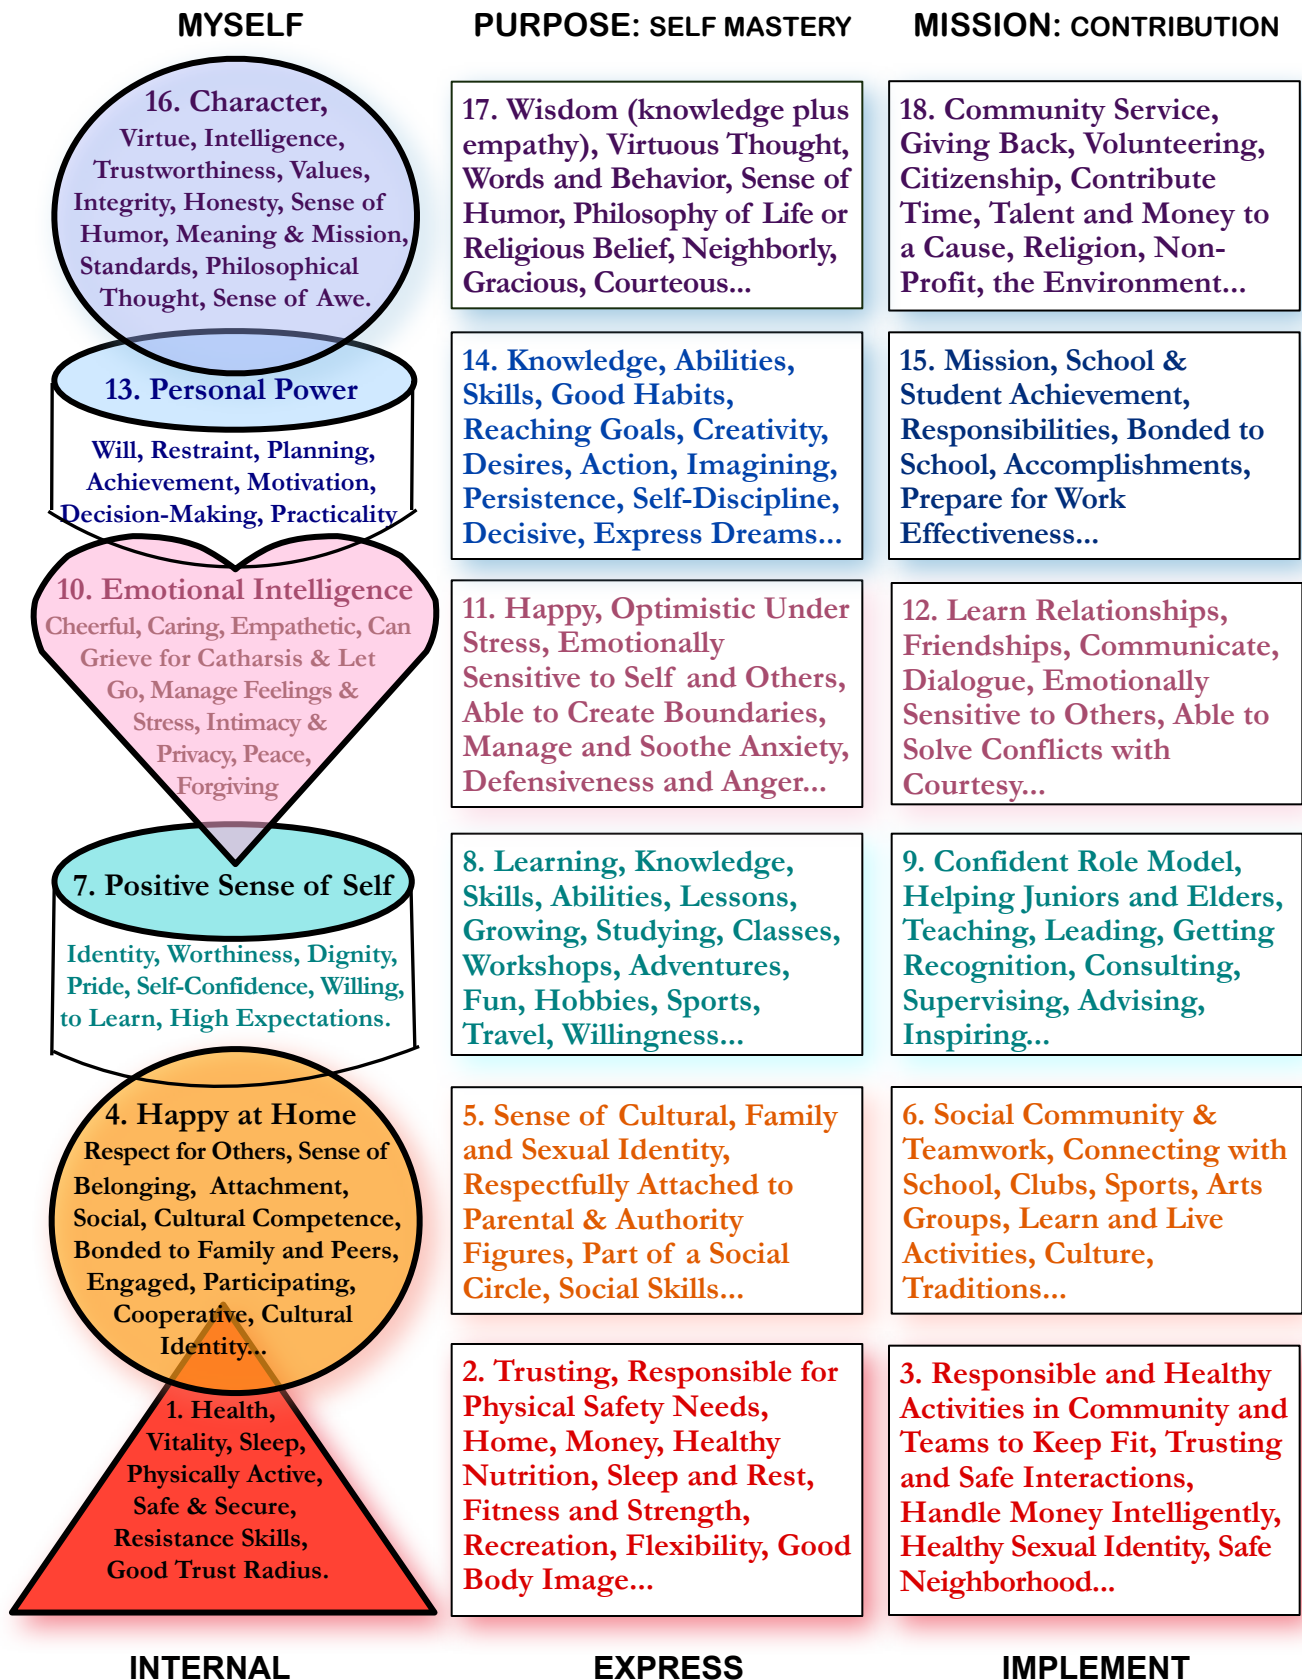 MYSELF
PURPOSE: SELF MASTERY
MISSION: CONTRIBUTION
16. Character,
Virtue, Intelligence,
Trustworthiness, Values,
Integrity, Honesty, Sense of
Humor, Meaning & Mission,
Standards, Philosophical
Thought, Sense of Awe.
17. Wisdom (knowledge plus
empathy), Virtuous Thought,
Words and Behavior, Sense of
Humor, Philosophy of Life or
Religious Belief, Neighborly,
Gracious, Courteous...
18. Community Service,
Giving Back, Volunteering,
Citizenship, Contribute
Time, Talent and Money to
a Cause, Religion, Non-
Profit, the Environment...
13. Personal Power
Will, Restraint, Planning,
Achievement, Motivation,
Decision-Making, Practicality
14. Knowledge, Abilities,
Skills, Good Habits,
Reaching Goals, Creativity,
Desires, Action, Imagining,
Persistence, Self-Discipline,
Decisive, Express Dreams...
15. Mission, School &
Student Achievement,
Responsibilities, Bonded to
School, Accomplishments,
Prepare for Work
Effectiveness...
10. Emotional Intelligence
Cheerful, Caring, Empathetic, Can
Grieve for Catharsis & Let
Go, Manage Feelings &
Stress, Intimacy &
Privacy, Peace,
Forgiving
11. Happy, Optimistic Under
Stress, Emotionally
Sensitive to Self and Others,
Able to Create Boundaries,
Manage and Soothe Anxiety,
Defensiveness and Anger...
12. Learn Relationships,
Friendships, Communicate,
Dialogue, Emotionally
Sensitive to Others, Able to
Solve Conflicts with
Courtesy...
7. Positive Sense of Self
Identity, Worthiness, Dignity,
Pride, Self-Confidence, Willing,
to Learn, High Expectations.
8. Learning, Knowledge,
Skills, Abilities, Lessons,
Growing, Studying, Classes,
Workshops, Adventures,
Fun, Hobbies, Sports,
Travel, Willingness...
9. Confident Role Model,
Helping Juniors and Elders,
Teaching, Leading, Getting
Recognition, Consulting,
Supervising, Advising,
Inspiring...
4. Happy at Home
Respect for Others, Sense of
Belonging, Attachment,
Social, Cultural Competence,
Bonded to Family and Peers,
Engaged, Participating,
Cooperative, Cultural
Identity...
5. Sense of Cultural, Family
and Sexual Identity,
Respectfully Attached to
Parental & Authority
Figures, Part of a Social
Circle, Social Skills...
6. Social Community &
Teamwork, Connecting with
School, Clubs, Sports, Arts
Groups, Learn and Live
Activities, Culture,
Traditions...
1. Health,
Vitality, Sleep,
Physically Active,
Safe & Secure,
Resistance Skills,
Good Trust Radius.
2. Trusting, Responsible for
Physical Safety Needs,
Home, Money, Healthy
Nutrition, Sleep and Rest,
Fitness and Strength,
Recreation, Flexibility, Good
Body Image...
3. Responsible and Healthy
Activities in Community and
Teams to Keep Fit, Trusting
and Safe Interactions,
Handle Money Intelligently,
Healthy Sexual Identity, Safe
Neighborhood...
INTERNAL
EXPRESS
IMPLEMENT